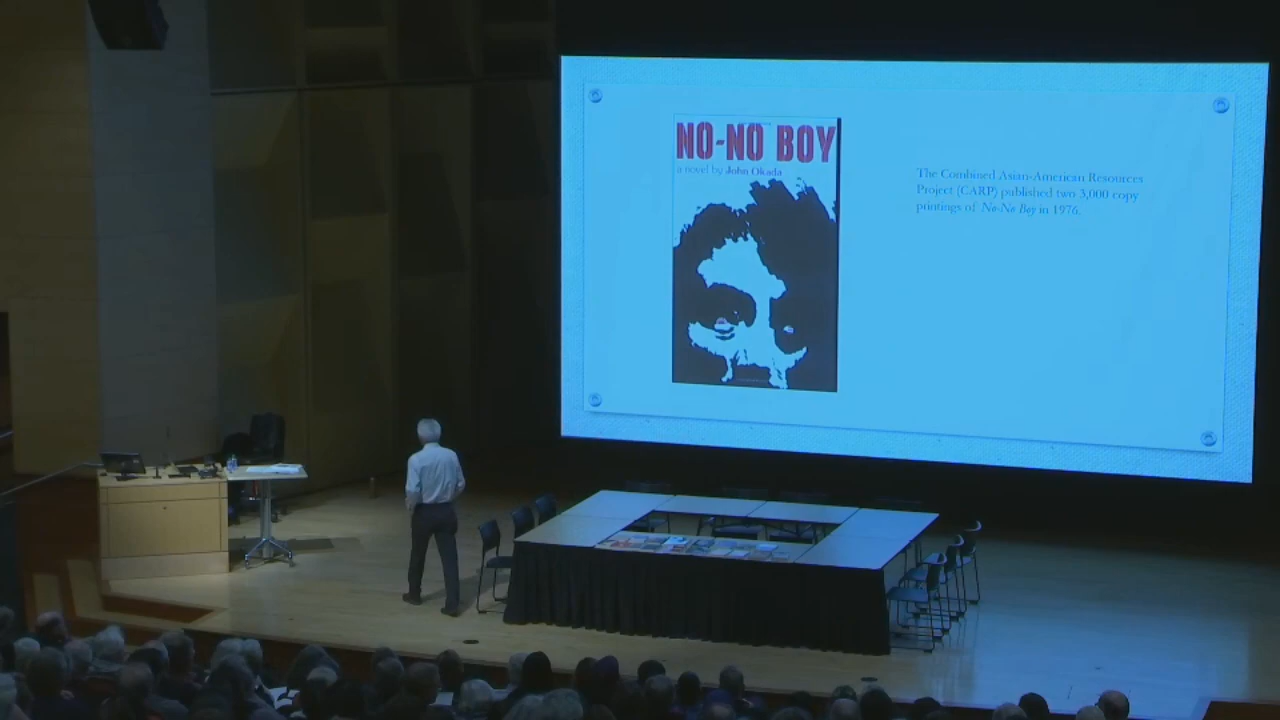 NO-NO BOY
a novel by John Okada
The Combined Asian-American Resources
Project (CARP) published two 3,000 copy
printings of No-No Boy in 1976.